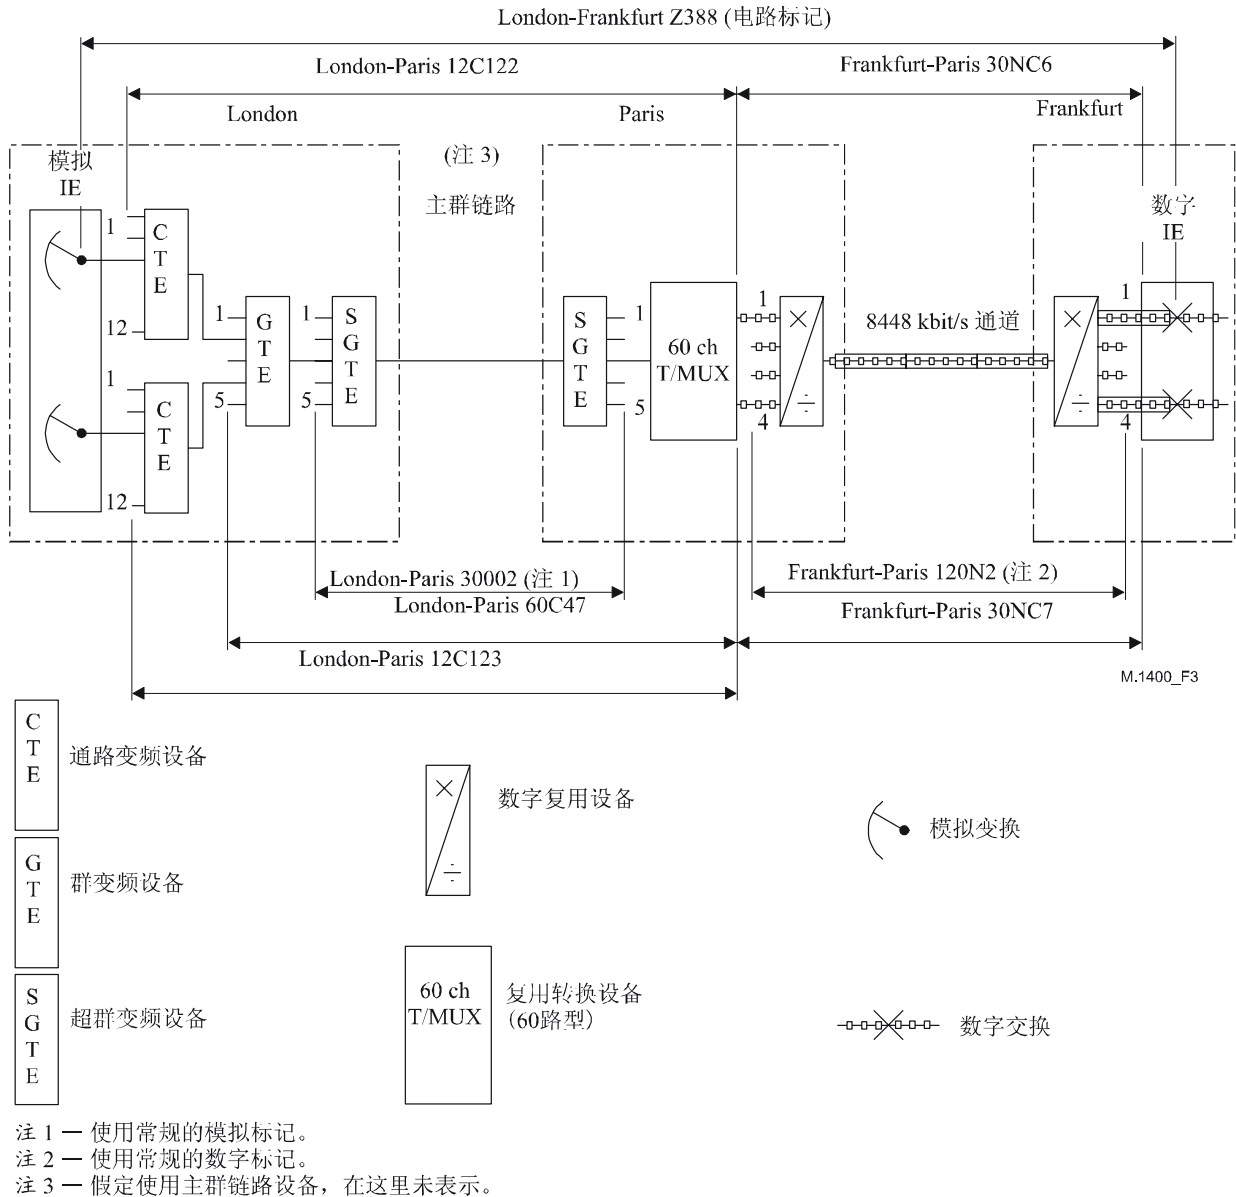 London-Frankfurt Z388 (电路标记)
London-Paris 12C122
Frankfurt-Paris 30NC6
London
Paris
Frankfurt
模拟
IE
(注 3)
主群链路
数字
IE
1
C
T
E
12
1
C
T
E
12
1
G
T
E
5
1
S
G
T
E
5
S
G
T
E
1
5
60 ch
T/MUX
1
4
8448 kbit/s 通道
1
4
London-Paris 30002 (注 1)
London-Paris 60C47
London-Paris 12C123
Frankfurt-Paris 120N2 (注 2)
Frankfurt-Paris 30NC7
M.1400_F3
C
T
E
通路变频设备
G
T
E
群变频设备
S
G
T
E
超群变频设备
数字复用设备
60 ch
T/MUX
复用转换设备
(60路型)
模拟变换
数字交换
注 1 — 使用常规的模拟标记。
注 2 — 使用常规的数字标记。
注 3 — 假定使用主群链路设备，在这里未表示。